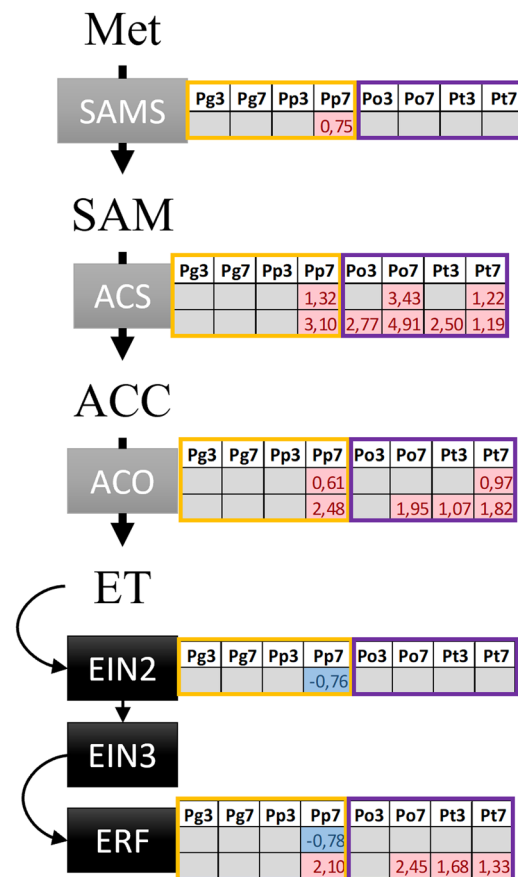 Met
SAMS
Pg3 Pg7 Pp3 Pp7 Po3 Po7 Pt3 Pt7
0,75
SAM
ACS
Pg3 Pg7 Pp3 Pp7 Po3 Po7 Pt3 Pt7
1,32 3,43 1,22
3,10 2,77 4,91 2,50 1,19
ACC
ACO
Pg3 Pg7 Pp3 Pp7 Po3 Po7 Pt3 Pt7
0,61 0,97
2,48 1,95 1,07 1,82
ET
EIN2
Pg3 Pg7 Pp3 Pp7 Po3 Po7 Pt3 Pt7
-0,76
EIN3
ERF
Pg3 Pg7 Pp3 Pp7 Po3 Po7 Pt3 Pt7
-0,78
2,10 2,45 1,68 1,33